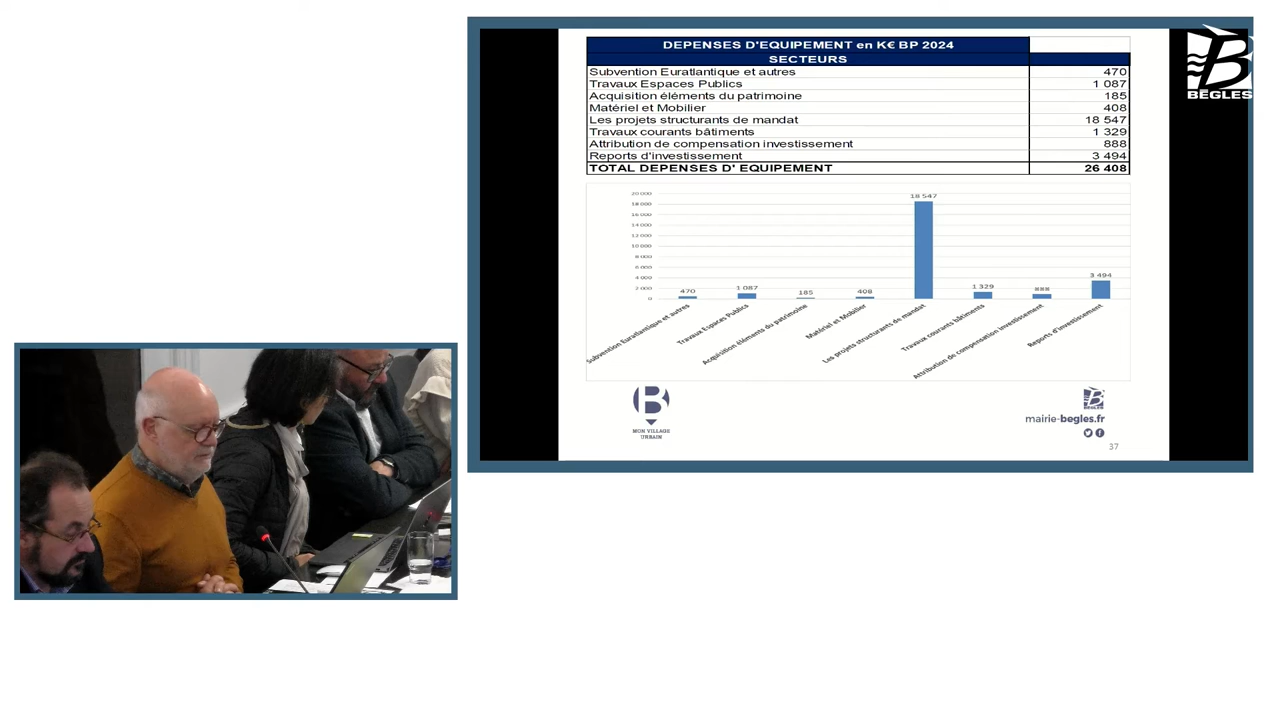 DEPENSES D'EQUIPEMENT en K€ BP 2024
SECTEURS
Subvention Euratlantique et autres 470
Travaux Espaces Publics 1 087
Acquisition éléments du patrimoine 185
Matériel et Mobilier 408
Les projets structurants de mandat 18 547
Travaux courants bâtiments 1 329
Attribution de compensation investissement 888
Reports d'investissement 3 494
TOTAL DEPENSES D' EQUIPEMENT 26 408
BEGLES
20 000
18 000
16 000
14 000
12 000
10 000
8 000
6 000
4 000
2 000
0
470
1 087
185
408
18 547
1 329
888
3 494
Subvention Euratlantique et autres
Travaux Espaces Publics
Acquisition éléments du patrimoine
Matériel et Mobilier
Les projets structurants de mandat
Travaux courants bâtiments
Attribution de compensation investissement
Reports d'investissement
MON VILLAGE
URBAIN
BEGLES
mairie-begles.fr
37